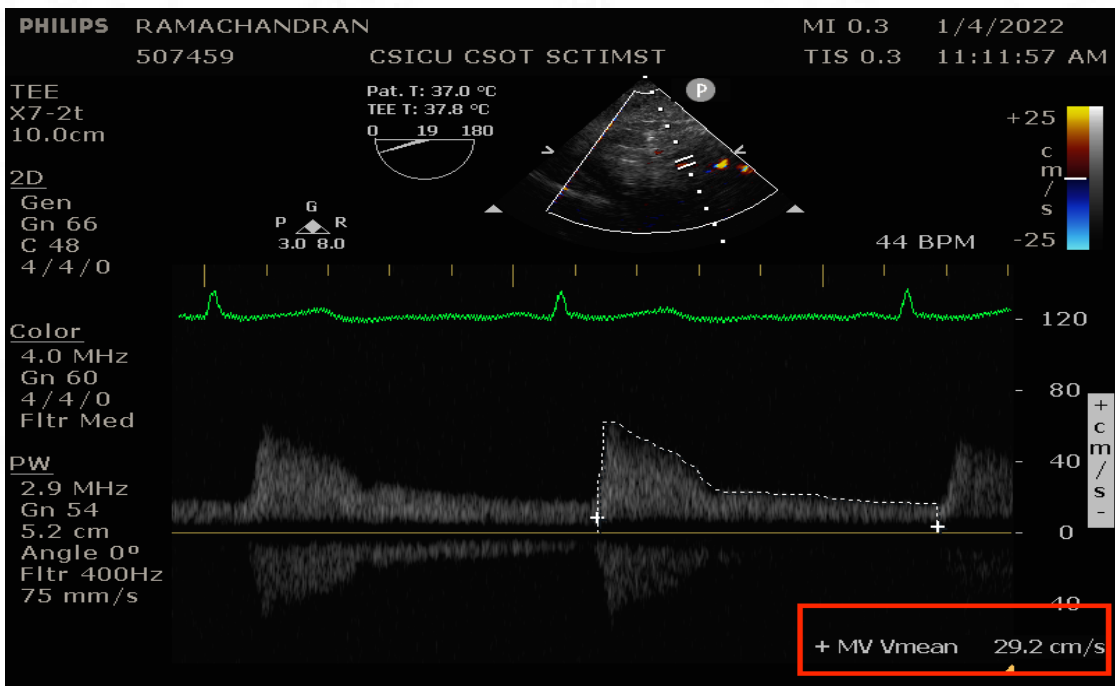 PHILIPS RAMACHANDRAN MI 0.3 1/4/2022
507459 CSICU CSOT SCTIMST TIS 0.3 11:11:57 AM
TEE
X7-2t
10.0cm
Pat. T: 37.0 °C
TEE T: 37.8 °C
0 19 180
P
+25
c
m
/
s
-25
2D
Gen
Gn 66
C 48
4/4/0
G
P R
3.0 8.0
44 BPM
Color
4.0 MHz
Gn 60
4/4/0
Fltr Med
PW
2.9 MHz
Gn 54
5.2 cm
Angle 0º
Fltr 400Hz
75 mm/s
- 120
- 80
- 40
- 0
+
c
m
/
s
-
+ MV Vmean 29.2 cm/s